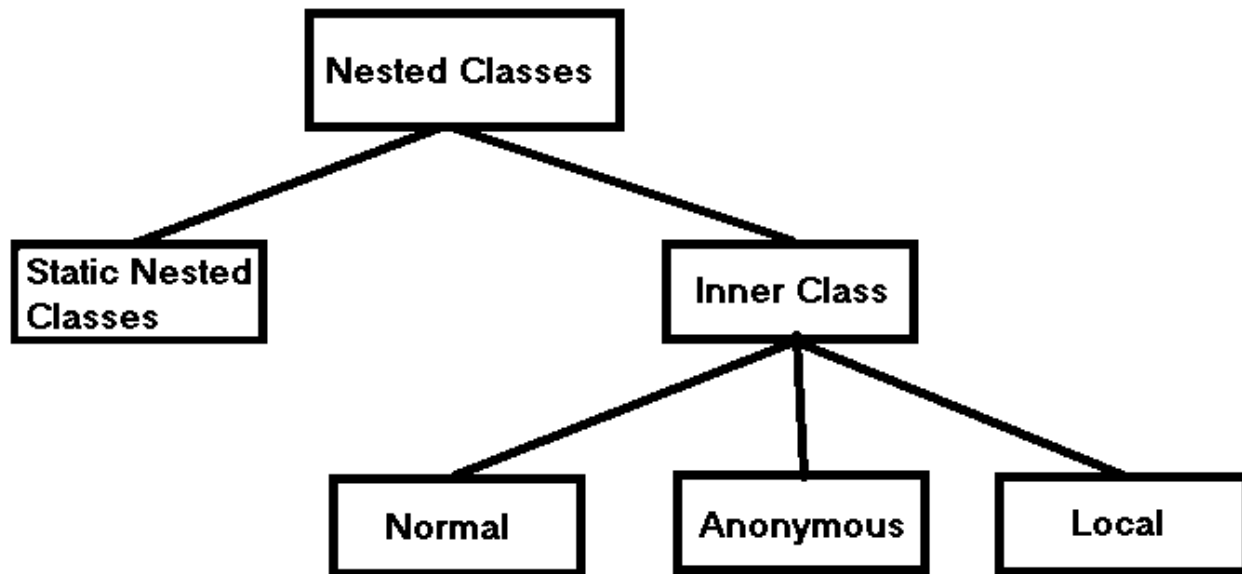 Nested Classes
Static Nested
Classes
Inner Class
Normal
Anonymous
Local